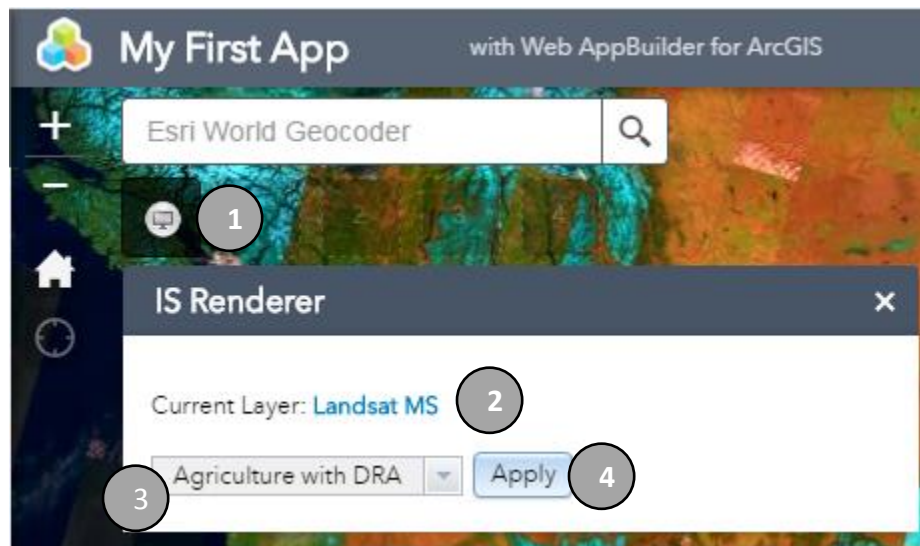 My First App with Web AppBuilder for ArcGIS
+
Esri World Geocoder
−
1
IS Renderer ×
Current Layer: Landsat MS 2
3 Agriculture with DRA Apply 4